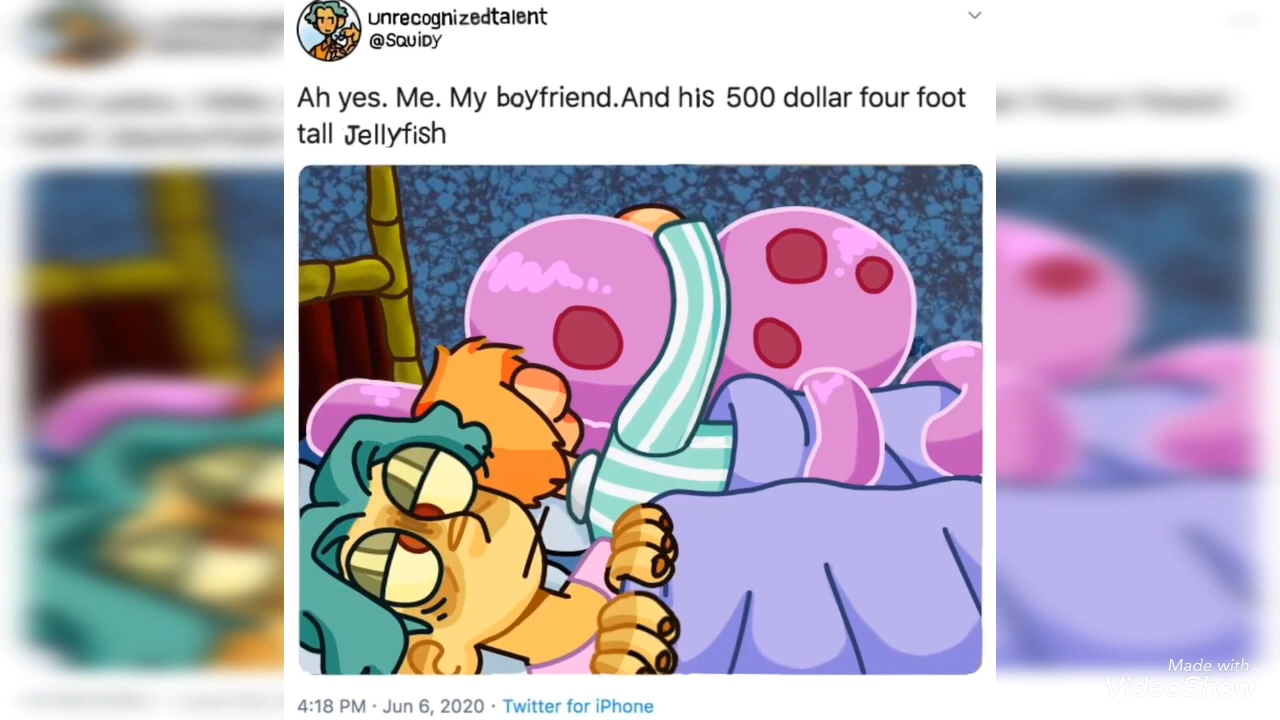 unrecognizedtalent
@Squidy
Ah yes. Me. My boyfriend.And his 500 dollar four foot
tall Jellyfish
4:18 PM · Jun 6, 2020 · Twitter for iPhone
Made with
VideoShow